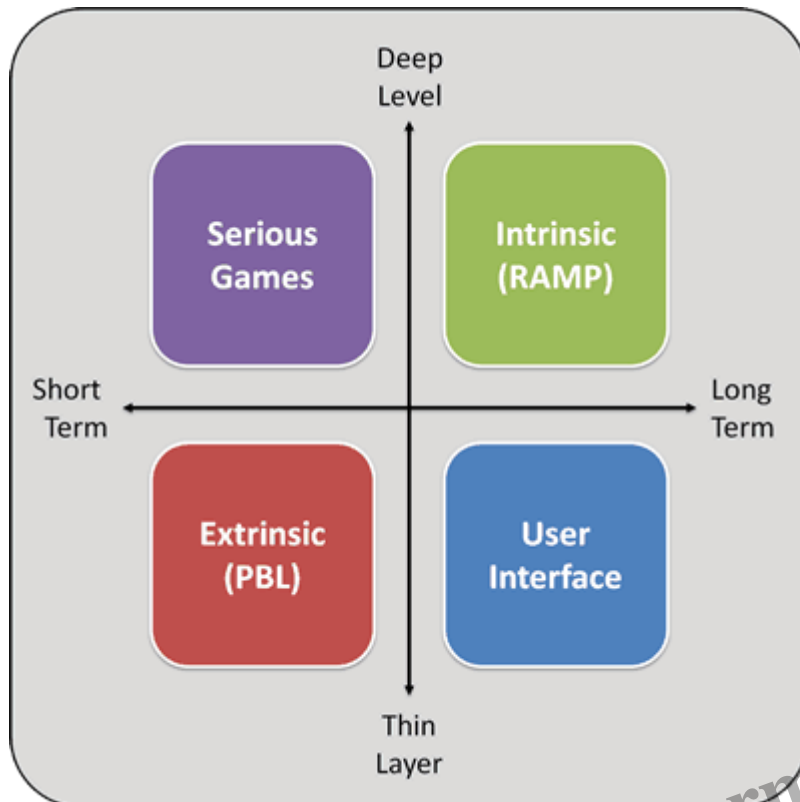 Deep
Level
Serious
Games
Intrinsic
(RAMP)
Short
Term
Long
Term
Extrinsic
(PBL)
User
Interface
Thin
Layer